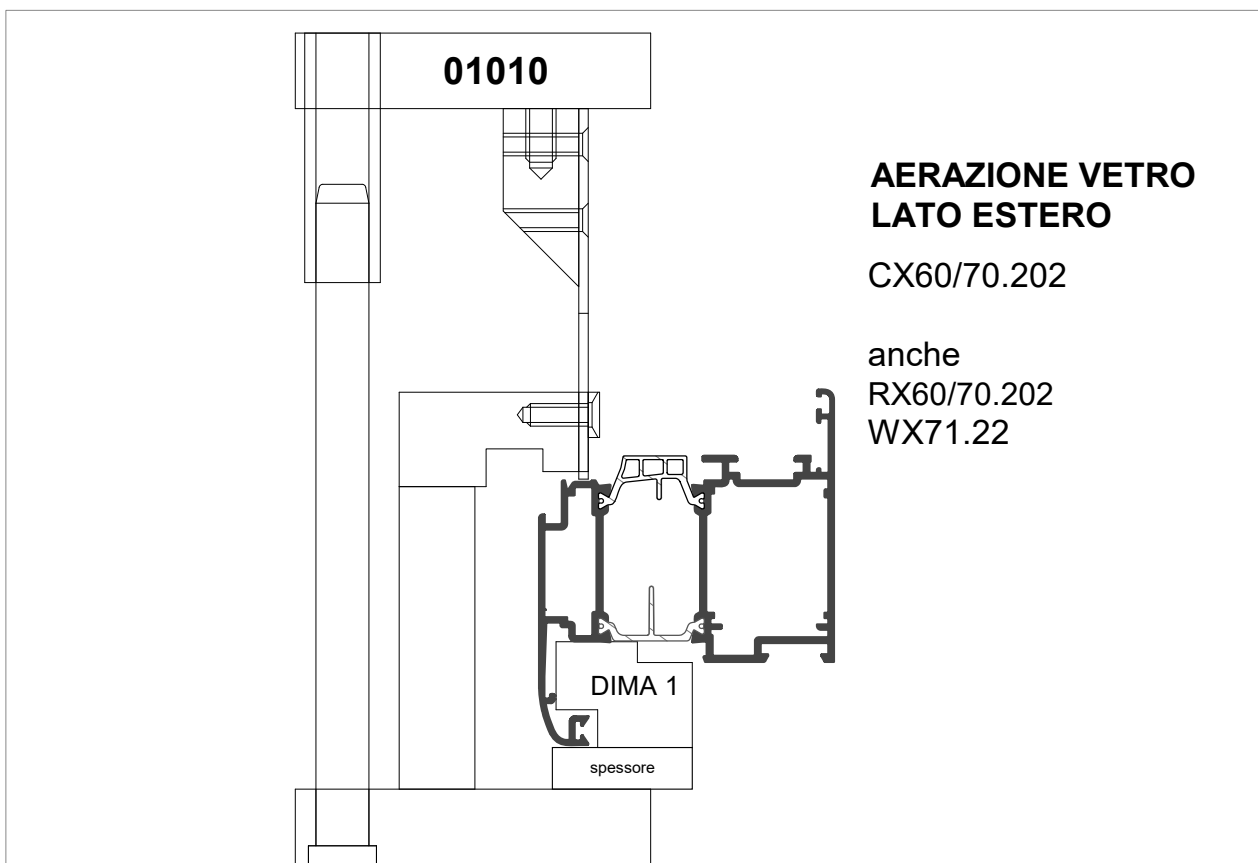 01010
AERAZIONE VETRO
LATO ESTERO
CX60/70.202
anche
RX60/70.202
WX71.22
DIMA 1
spessore